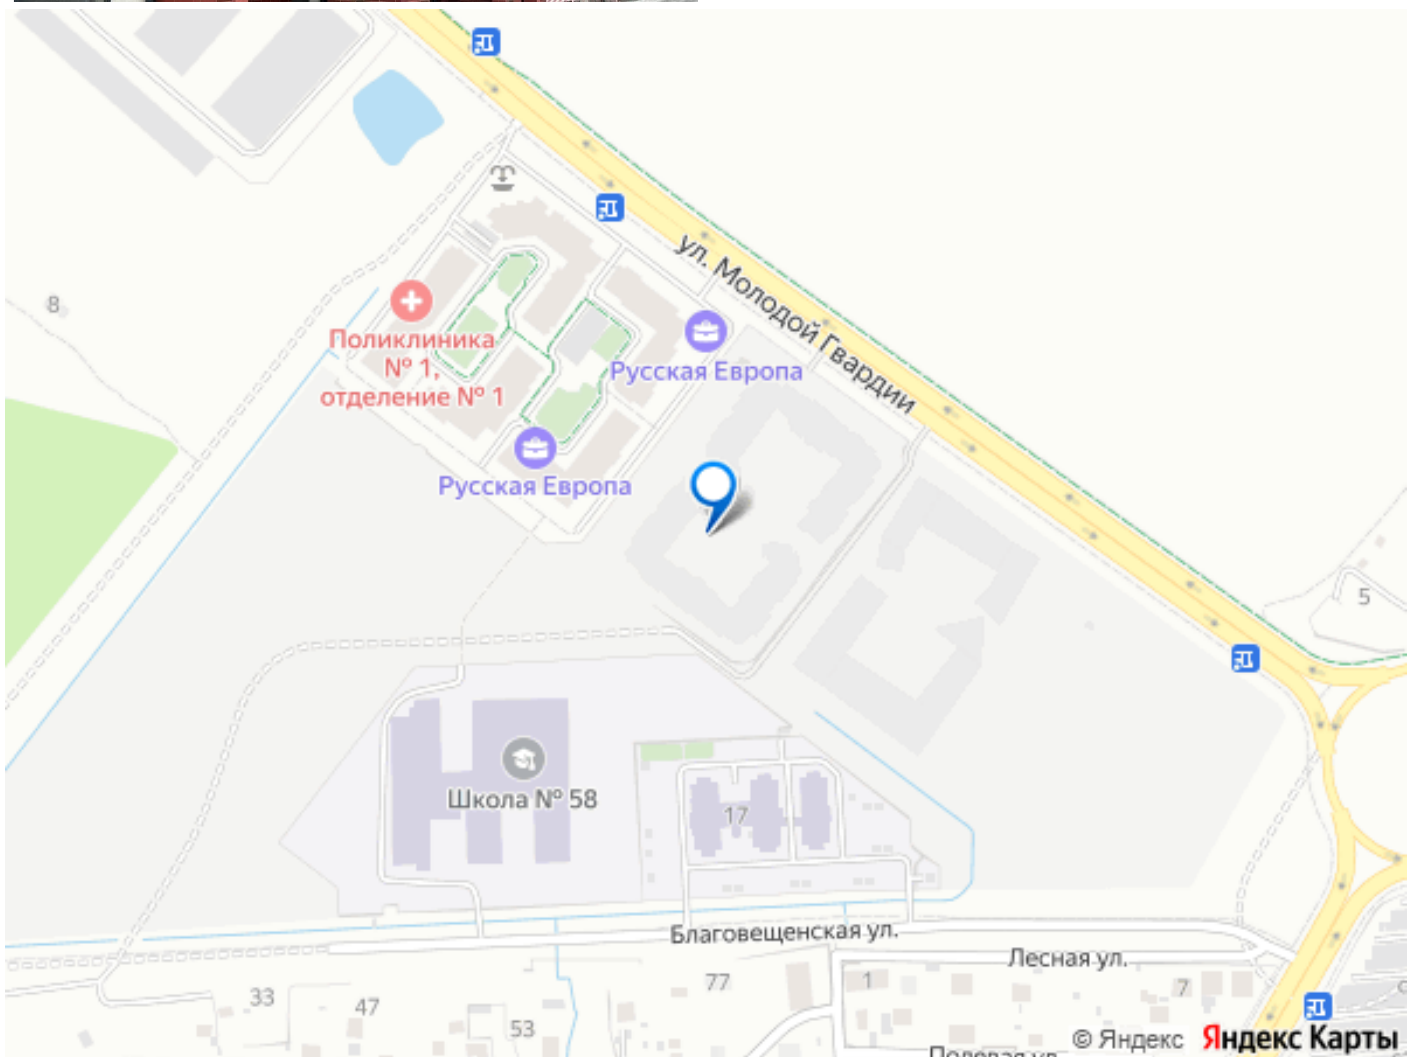 ул. Молодой Гвардии
8
Поликлиника
№ 1,
отделение № 1
Русская Европа
Русская Европа
5
Школа № 58
17
Благовещенская ул.
Лесная ул.
77
1
7
33
47
53
© Яндекс Яндекс Карты